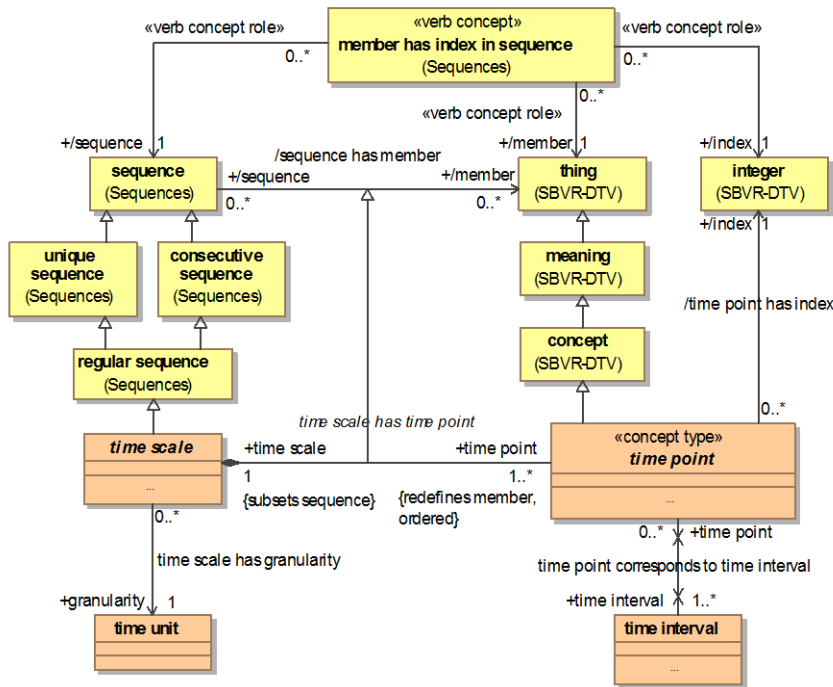 «verb concept»
member has index in sequence
(Sequences)
«verb concept role»
0..*
«verb concept role»
0..*
0..*
«verb concept role»
+/sequence
1
+/member
1
+/index
1
sequence
(Sequences)
/sequence has member
+/sequence
0..*
+/member
0..*
thing
(SBVR-DTV)
integer
(SBVR-DTV)
+/index
1
unique
sequence
(Sequences)
consecutive
sequence
(Sequences)
meaning
(SBVR-DTV)
/time point has index
concept
(SBVR-DTV)
regular sequence
(Sequences)
time scale has time point
0..*
time scale
...
+time scale
1
{subsets sequence}
+time point
1..*
{redefines member,
ordered}
«concept type»
time point
...
0..*
time scale has granularity
+granularity
1
0..*
+time point
time point corresponds to time interval
+time interval
1..*
time unit
time interval
...